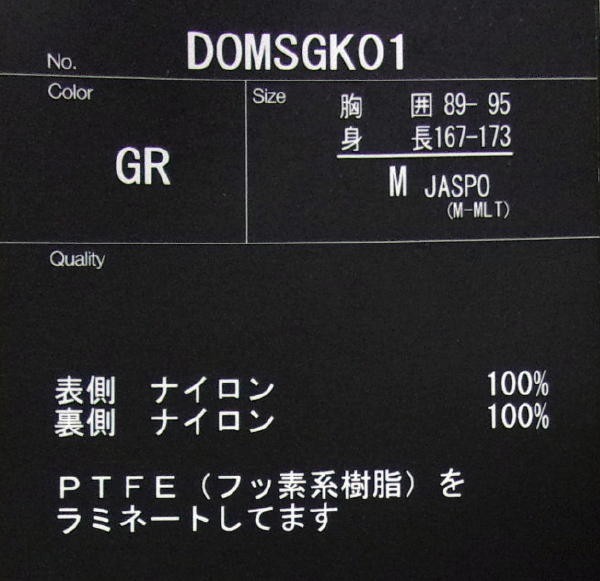 No. DOMSGK01
Color
GR
Size
胸 囲 89- 95
身 長167-173
M JASPO
(M-MLT)
Quality
表側 ナイロン 100%
裏側 ナイロン 100%
PTFE(フッ素系樹脂)を
ラミネートしてます